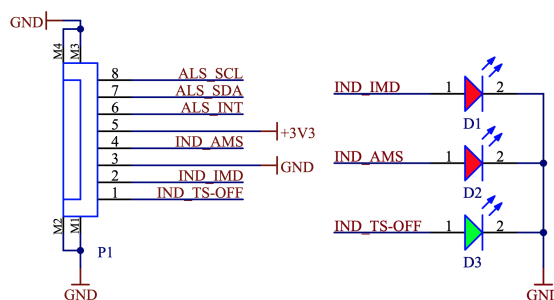 GND
M4
M3
8 ALS_SCL
7 ALS_SDA
6 ALS_INT
5 +3V3
4 IND_AMS
3 GND
2 IND_IMD
1 IND_TS-OFF
M2
M1
P1
GND
IND_IMD 1 2
D1
IND_AMS 1 2
D2
IND_TS-OFF 1 2
D3
GND